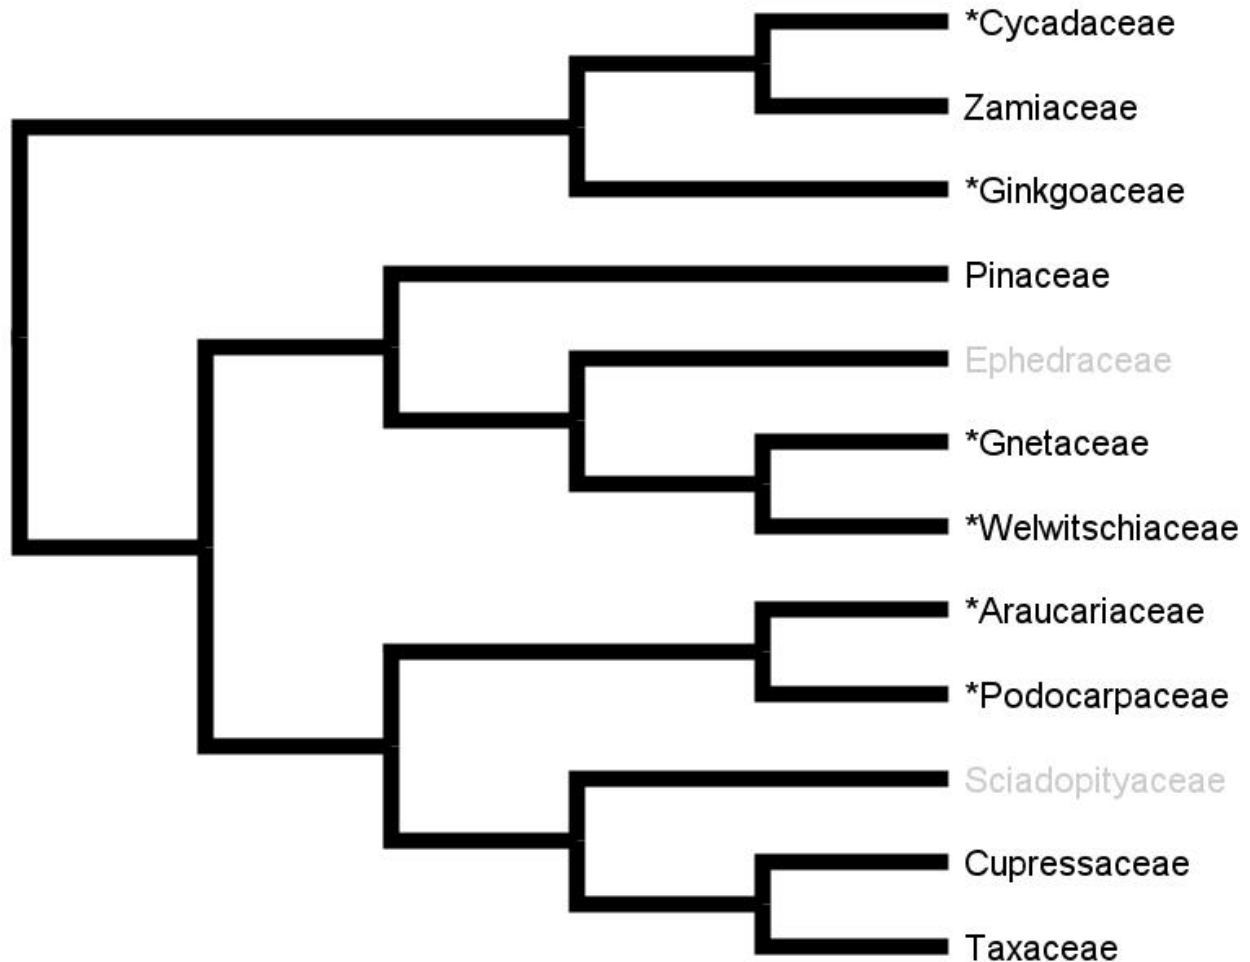 *Cycadaceae
Zamiaceae
*Ginkgoaceae
Pinaceae
Ephedraceae
*Gnetaceae
*Welwitschiaceae
*Araucariaceae
*Podocarpaceae
Sciadopityaceae
Cupressaceae
Taxaceae